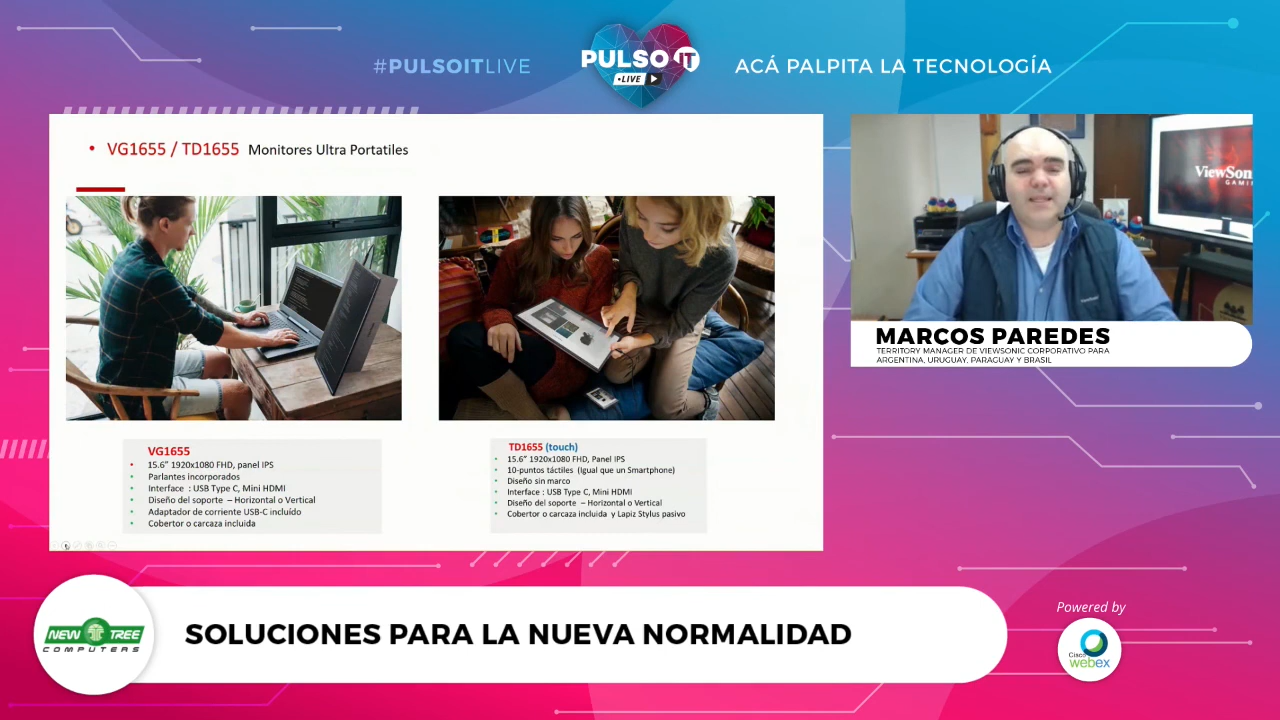 #PULSOITLIVE
PULSO IT
LIVE
ACÁ PALPITA LA TECNOLOGÍA
• VG1655 / TD1655 Monitores Ultra Portatiles
VG1655
• 15.6" 1920x1080 FHD, panel IPS
• Parlantes incorporados
• Interface : USB Type C, Mini HDMI
• Diseño del soporte – Horizontal o Vertical
• Adaptador de corriente USB-C incluído
• Cobertor o carcaza incluida
TD1655 (touch)
• 15.6" 1920x1080 FHD, Panel IPS
• 10-puntos táctiles (Igual que un Smartphone)
• Diseño sin marco
• Interface : USB Type C, Mini HDMI
• Diseño del soporte – Horizontal o Vertical
• Cobertor o carcaza incluida y Lapiz Stylus pasivo
ViewSon
GAMI
MARCOS PAREDES
TERRITORY MANAGER DE VIEWSONIC CORPORATIVO PARA
ARGENTINA, URUGUAY, PARAGUAY Y BRASIL
NEW TREE
COMPUTERS
SOLUCIONES PARA LA NUEVA NORMALIDAD
Powered by
Cisco
webex